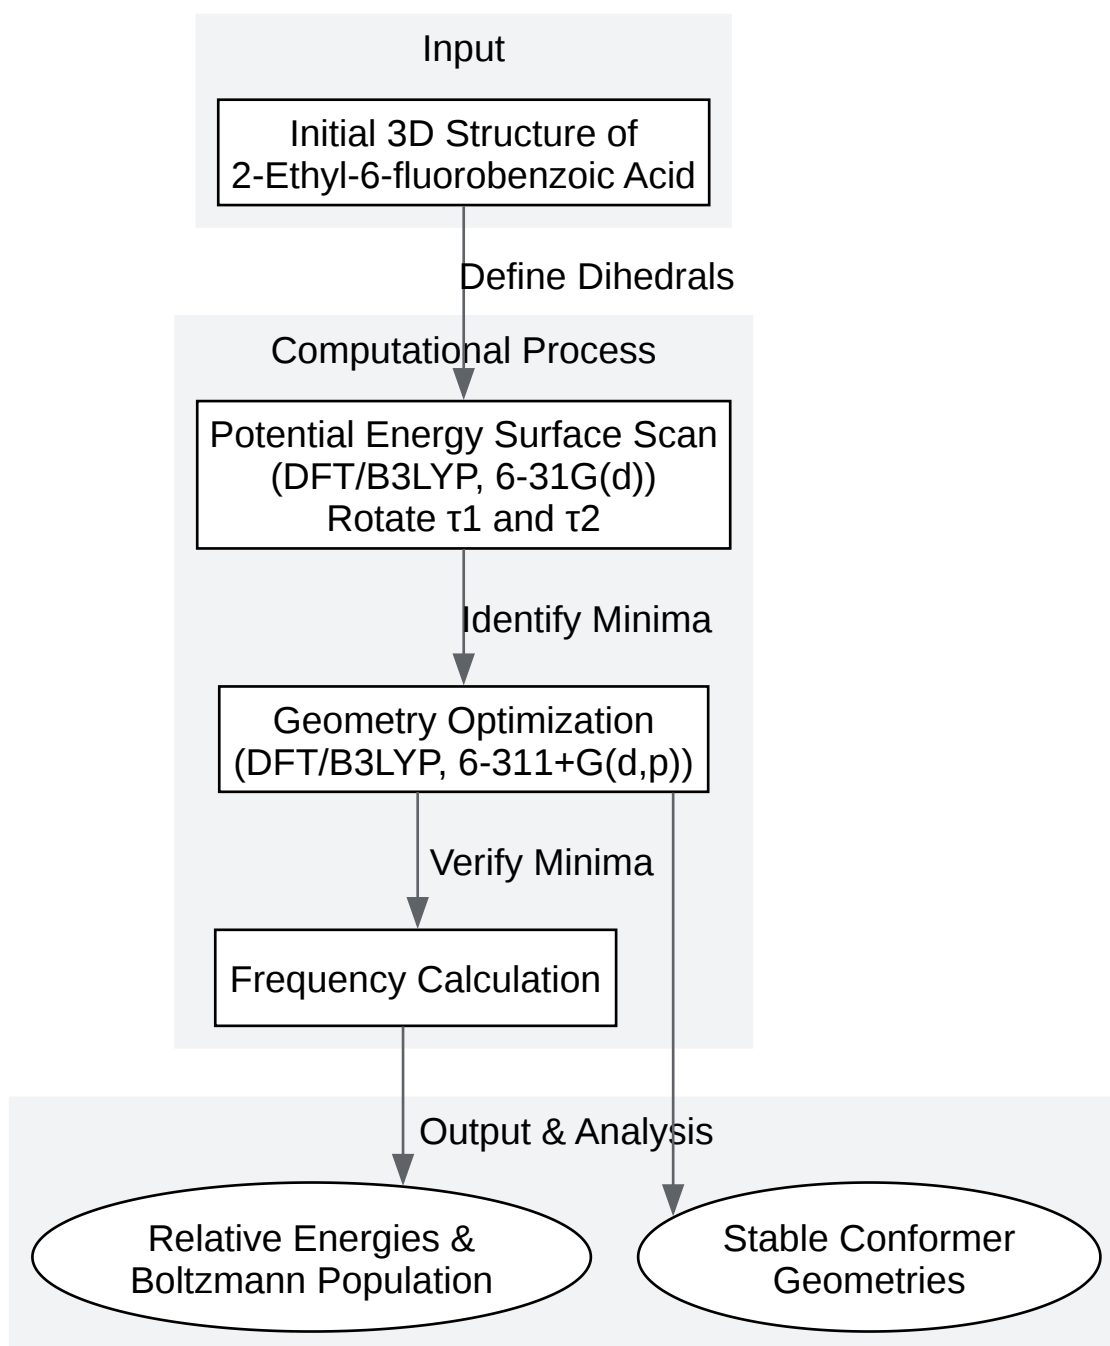 Input
Initial 3D Structure of
2-Ethyl-6-fluorobenzoic Acid
Define Dihedrals
Computational Process
Potential Energy Surface Scan
(DFT/B3LYP, 6-31G(d))
Rotate τ1 and τ2
Identify Minima
Geometry Optimization
(DFT/B3LYP, 6-311+G(d,p))
Verify Minima
Frequency Calculation
Output & Analysis
Relative Energies &
Boltzmann Population
Stable Conformer
Geometries